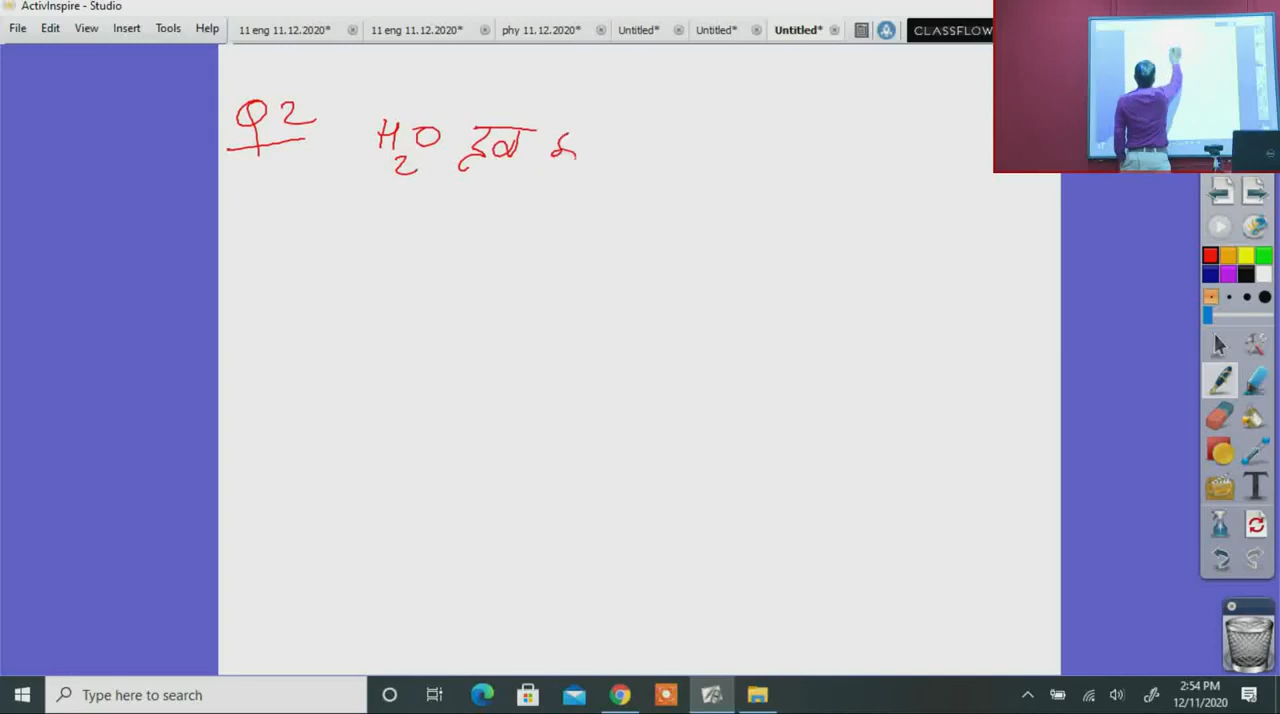 ActivInspire - Studio
File Edit View Insert Tools Help
11 eng 11.12.2020* 11 eng 11.12.2020* phy 11.12.2020* Untitled* Untitled* Untitled* CLASSFLOW
Q2 H2O द्रव
T
Type here to search
2:54 PM
12/11/2020